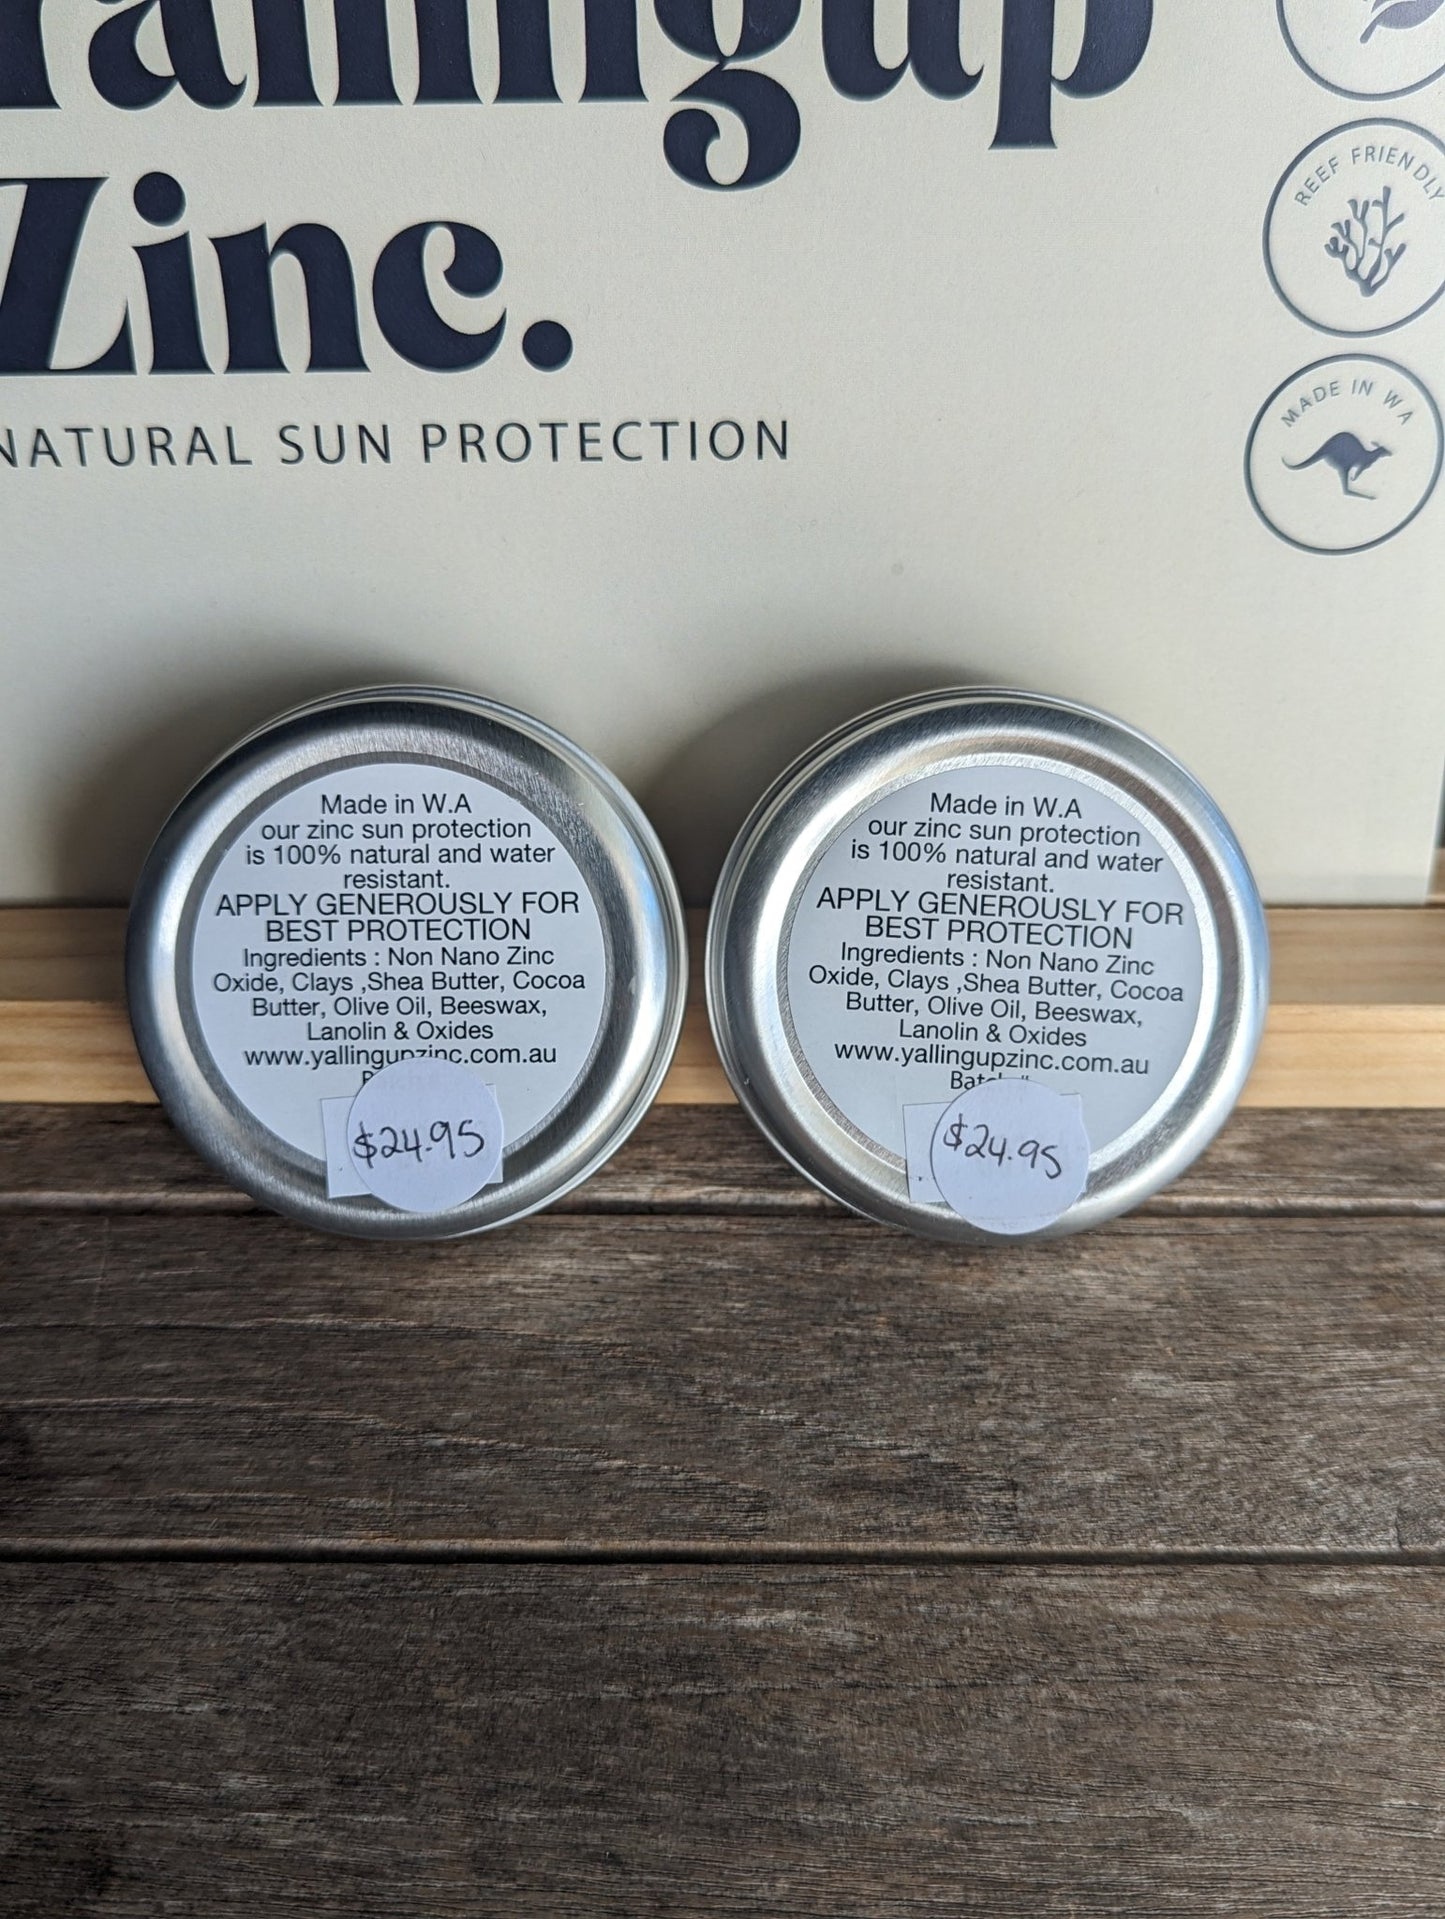 Yallingup
Zinc.
NATURAL SUN PROTECTION
REEF FRIENDLY
MADE IN WA
Made in W.A
our zinc sun protection
is 100% natural and water
resistant.
APPLY GENEROUSLY FOR
BEST PROTECTION
Ingredients : Non Nano Zinc
Oxide, Clays ,Shea Butter, Cocoa
Butter, Olive Oil, Beeswax,
Lanolin & Oxides
www.yallingupzinc.com.au
$24.95
Made in W.A
our zinc sun protection
is 100% natural and water
resistant.
APPLY GENEROUSLY FOR
BEST PROTECTION
Ingredients : Non Nano Zinc
Oxide, Clays ,Shea Butter, Cocoa
Butter, Olive Oil, Beeswax,
Lanolin & Oxides
www.yallingupzinc.com.au
$24.95